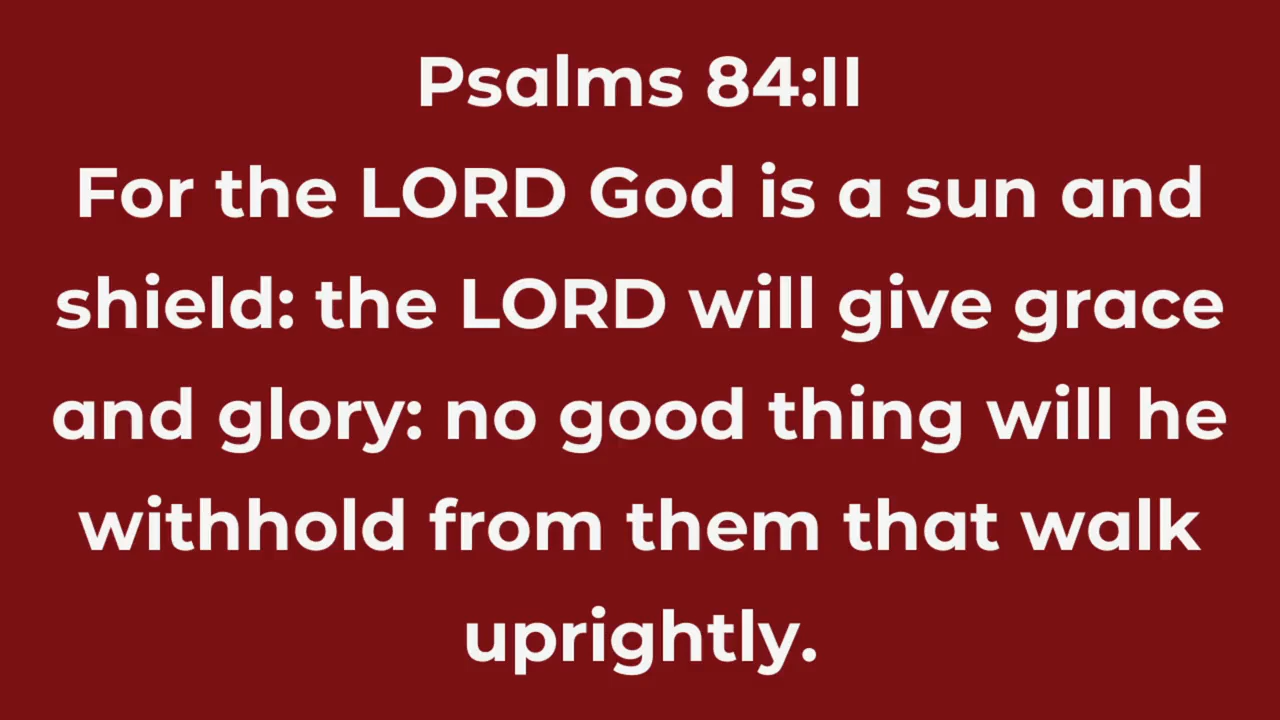 Psalms 84:II
For the LORD God is a sun and
shield: the LORD will give grace
and glory: no good thing will he
withhold from them that walk
uprightly.